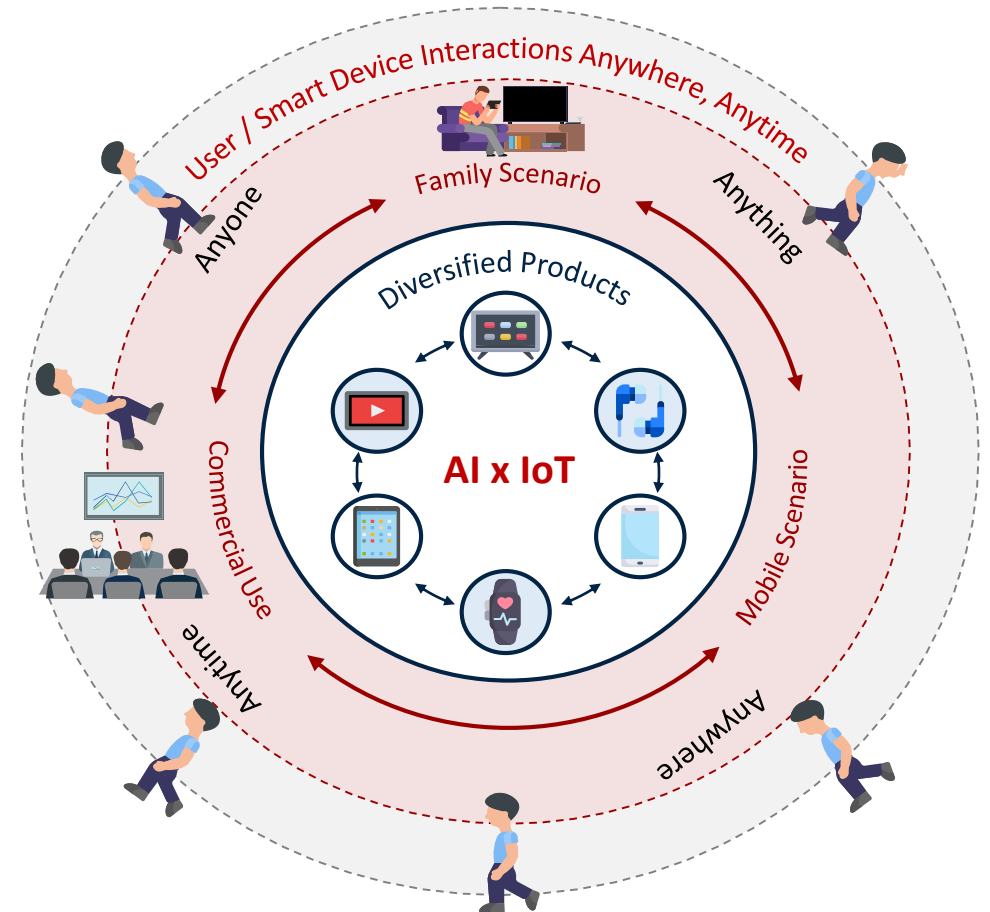 User / Smart Device Interactions Anywhere, Anytime
Family Scenario
Anyone
Anything
Diversified Products
AI x IoT
Commercial Use
Mobile Scenario
Anytime
Anywhere